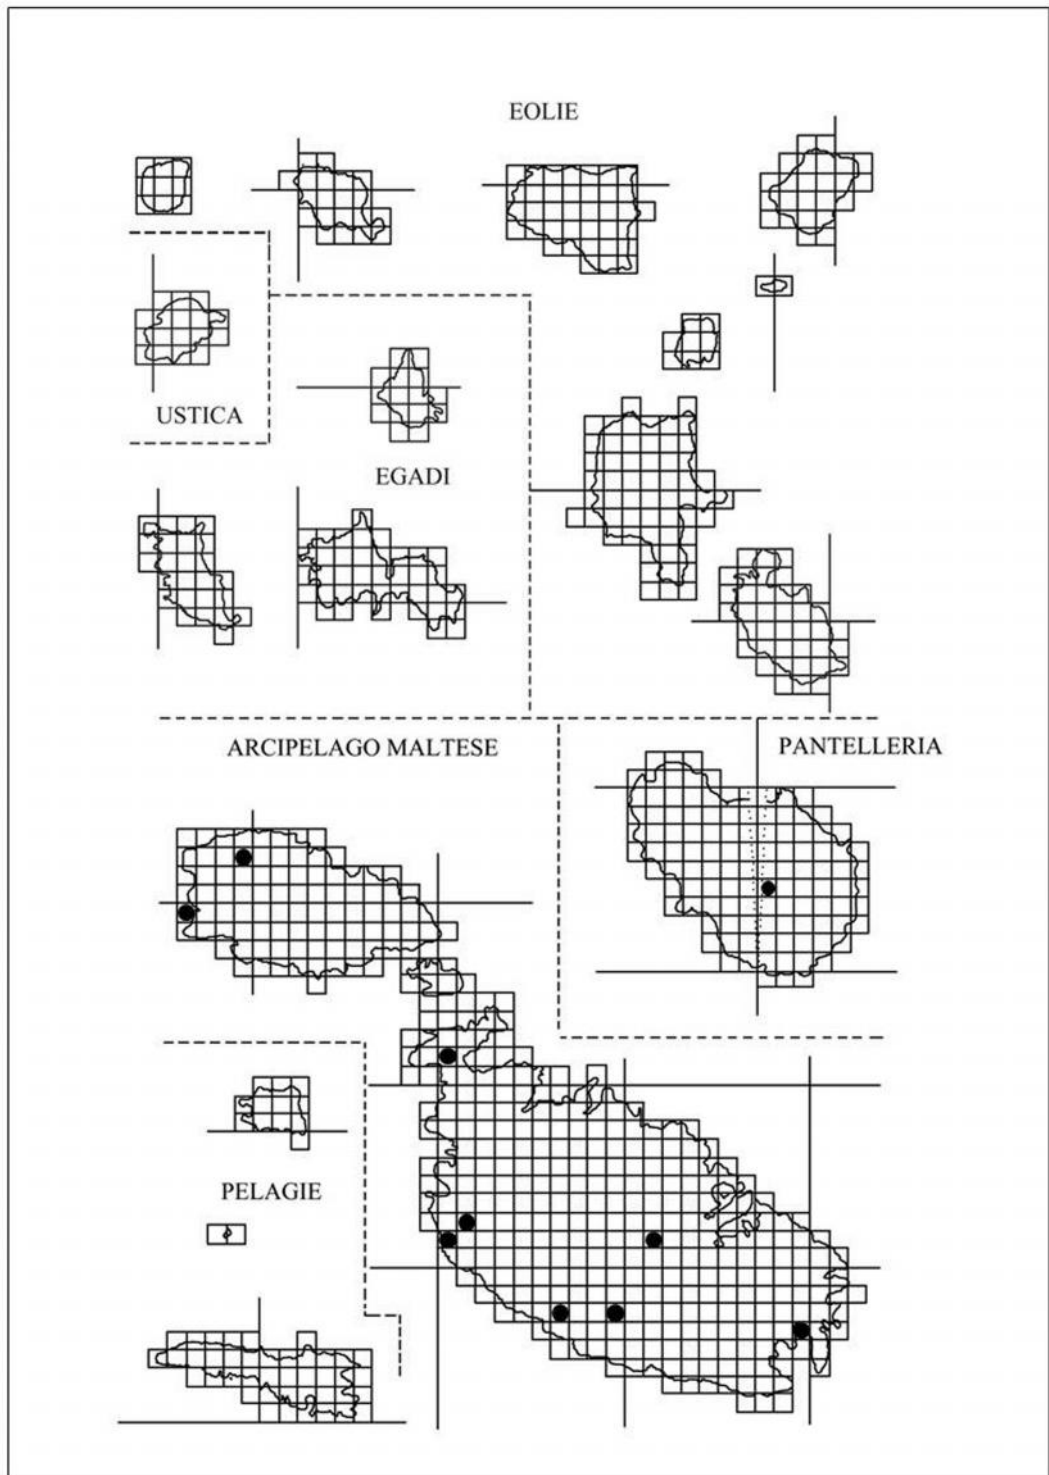 EOLIE
USTICA
EGADI
ARCIPELAGO MALTESE
PANTELLERIA
PELAGIE